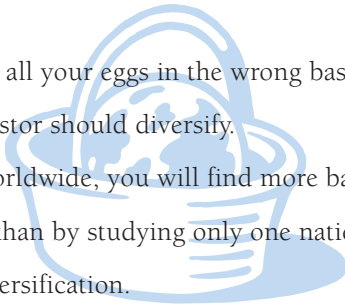 all your eggs in the wrong bas
stor should diversify.
orldwide, you will find more ba
han by studying only one natio
ersification.